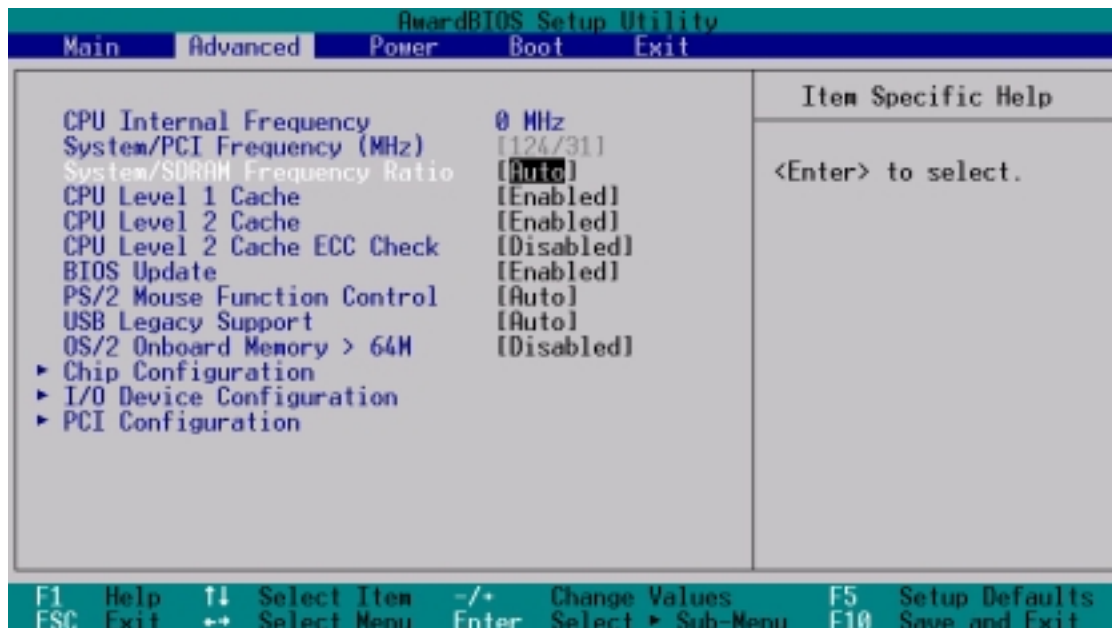 AwardBIOS Setup Utility
Main Advanced Power Boot Exit
Item Specific Help
CPU Internal Frequency 0 MHz
System/PCI Frequency (MHz) [124/31]
System/SDRAM Frequency Ratio [Auto] <Enter> to select.
CPU Level 1 Cache [Enabled]
CPU Level 2 Cache [Enabled]
CPU Level 2 Cache ECC Check [Disabled]
BIOS Update [Enabled]
PS/2 Mouse Function Control [Auto]
USB Legacy Support [Auto]
OS/2 Onboard Memory > 64M [Disabled]
▸ Chip Configuration
▸ I/O Device Configuration
▸ PCI Configuration
F1 Help ↑↓ Select Item -/+ Change Values F5 Setup Defaults
ESC Exit ←→ Select Menu Enter Select ▸ Sub-Menu F10 Save and Exit